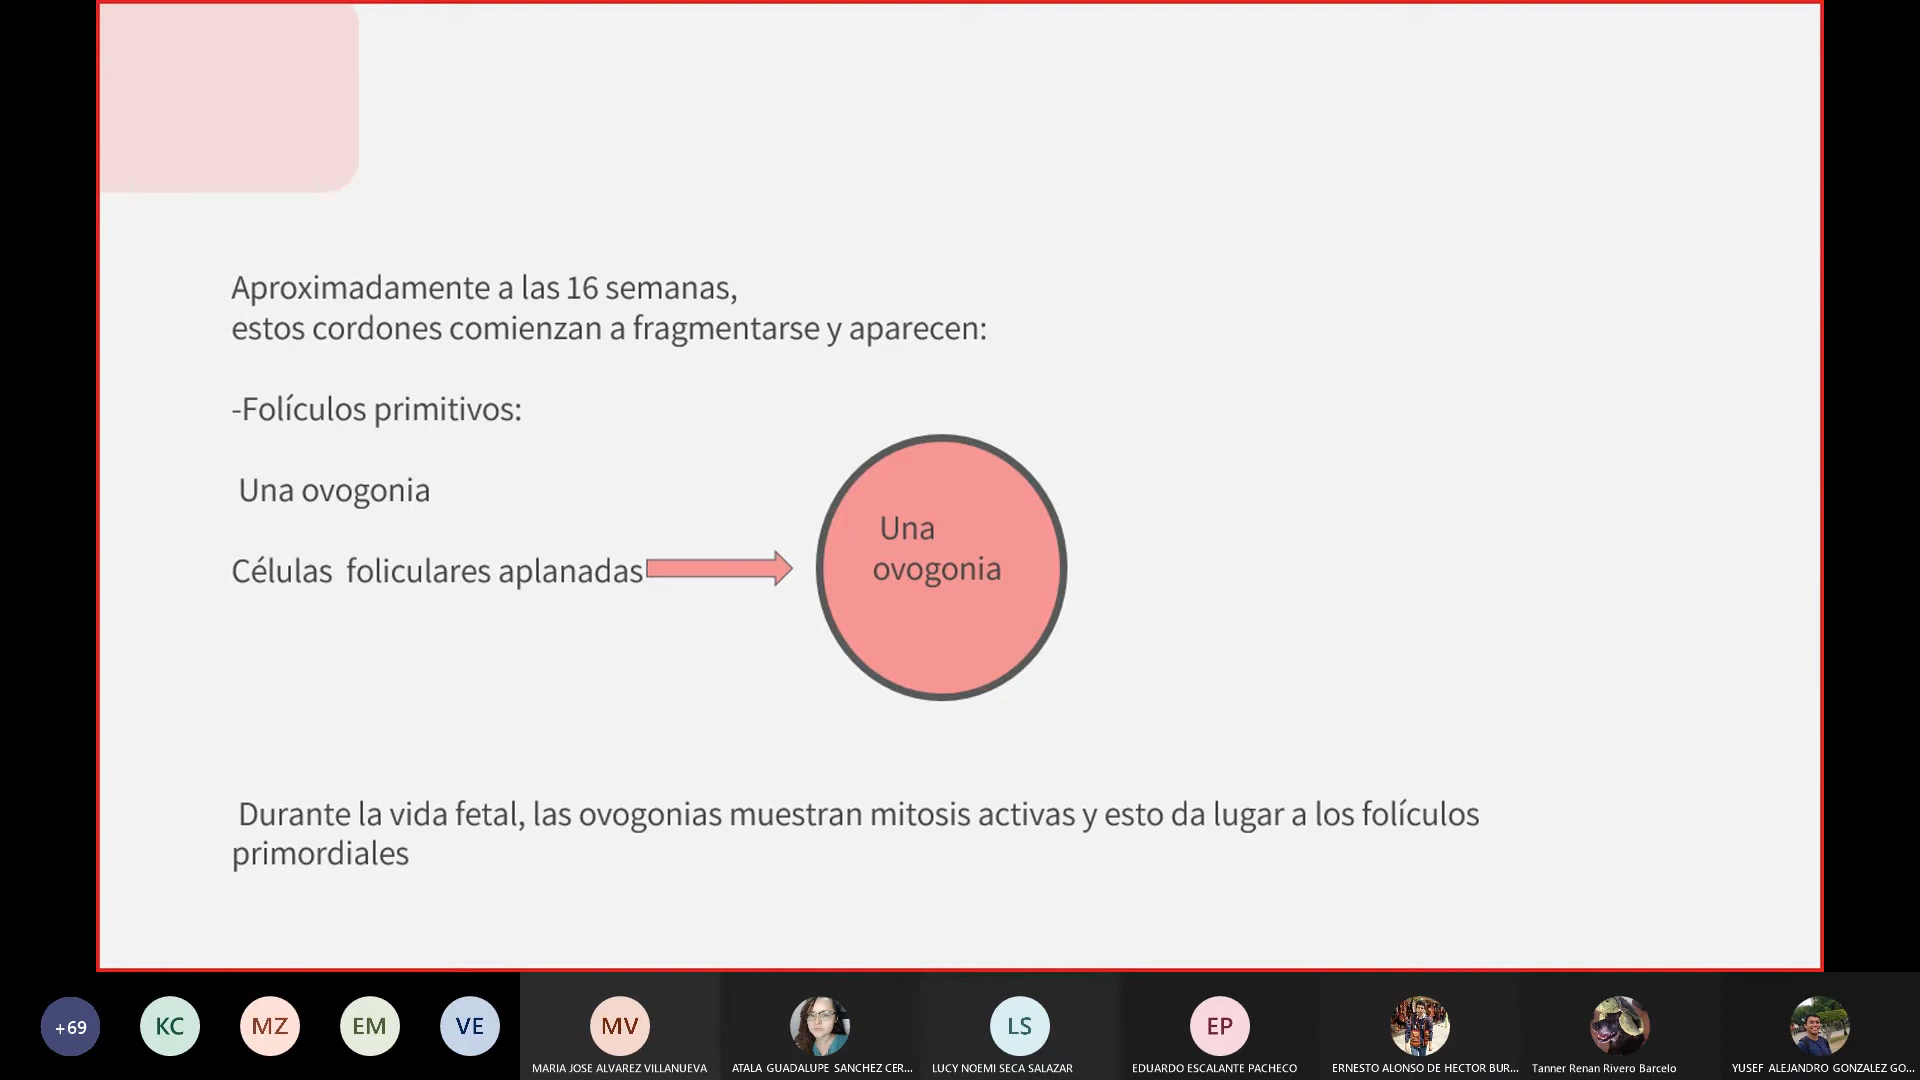 Aproximadamente a las 16 semanas,
estos cordones comienzan a fragmentarse y aparecen:
-Folículos primitivos:
Una ovogonia
Células foliculares aplanadas
Una
ovogonia
Durante la vida fetal, las ovogonias muestran mitosis activas y esto da lugar a los folículos
primordiales
+69
KC
MZ
EM
VE
MV
LS
EP
MARIA JOSE ALVAREZ VILLANUEVA
ATALA GUADALUPE SANCHEZ CER...
LUCY NOEMI SECA SALAZAR
EDUARDO ESCALANTE PACHECO
ERNESTO ALONSO DE HECTOR BUR...
Tanner Renan Rivero Barcelo
YUSEF ALEJANDRO GONZALEZ GO...